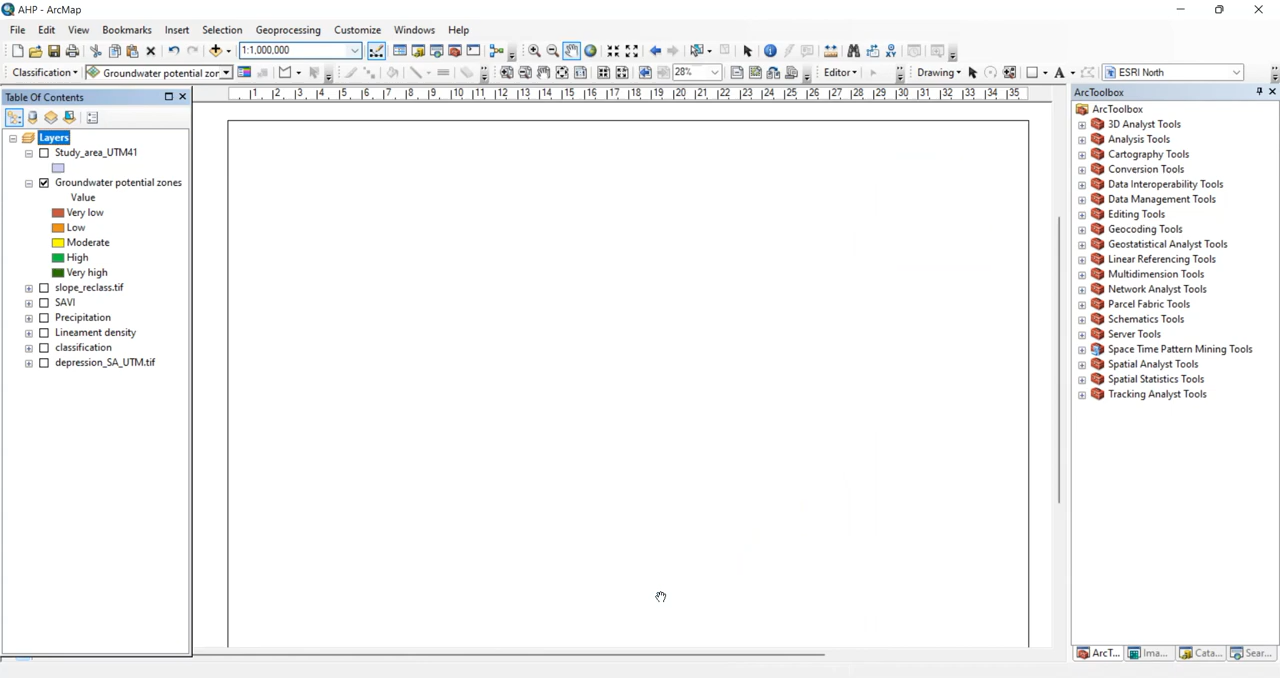 AHP - ArcMap
File Edit View Bookmarks Insert Selection Geoprocessing Customize Windows Help
1:1,000,000
Classification Groundwater potential zor 28% Editor Drawing A ESRI North
Table Of Contents
1 2 3 4 5 6 7 8 9 10 11 12 13 14 15 16 17 18 19 20 21 22 23 24 25 26 27 28 29 30 31 32 33 34 35
ArcToolbox
Layers
Study_area_UTM41
Groundwater potential zones
Value
Very low
Low
Moderate
High
Very high
slope_reclass.tif
SAVI
Precipitation
Lineament density
classification
depression_SA_UTM.tif
ArcToolbox
3D Analyst Tools
Analysis Tools
Cartography Tools
Conversion Tools
Data Interoperability Tools
Data Management Tools
Editing Tools
Geocoding Tools
Geostatistical Analyst Tools
Linear Referencing Tools
Multidimension Tools
Network Analyst Tools
Parcel Fabric Tools
Schematics Tools
Server Tools
Space Time Pattern Mining Tools
Spatial Analyst Tools
Spatial Statistics Tools
Tracking Analyst Tools
ArcT... Ima... Cata... Sear...